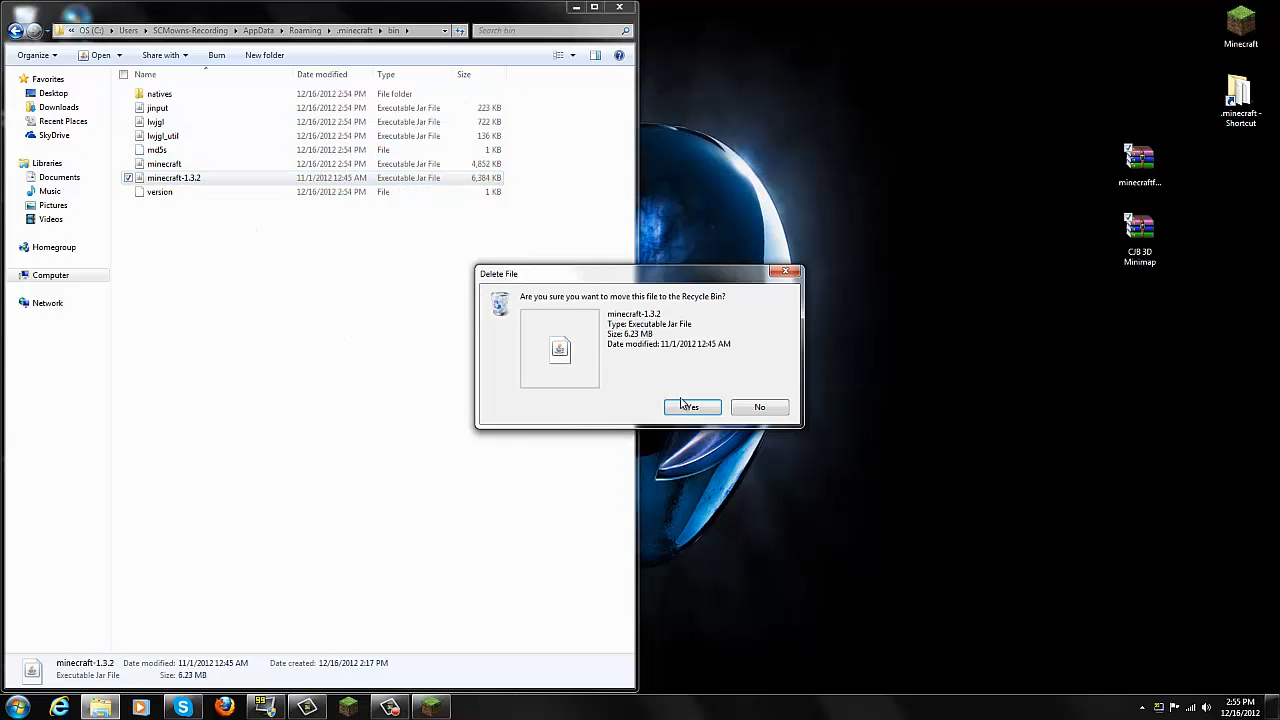 « OS (C:) ▸ Users ▸ SCMowns-Recording ▸ AppData ▸ Roaming ▸ .minecraft ▸ bin ▸
Search bin
Organize
Open
Share with
Burn
New folder
Name
Date modified
Type
Size
Favorites
Desktop
Downloads
Recent Places
SkyDrive
Libraries
Documents
Music
Pictures
Videos
Homegroup
Computer
Network
natives 12/16/2012 2:54 PM File folder
jinput 12/16/2012 2:54 PM Executable Jar File 223 KB
lwjgl 12/16/2012 2:54 PM Executable Jar File 722 KB
lwjgl_util 12/16/2012 2:54 PM Executable Jar File 136 KB
md5s 12/16/2012 2:54 PM File 1 KB
minecraft 12/16/2012 2:54 PM Executable Jar File 4,852 KB
minecraft-1.3.2 11/1/2012 12:45 AM Executable Jar File 6,384 KB
version 12/16/2012 2:54 PM File 1 KB
Delete File
Are you sure you want to move this file to the Recycle Bin?
minecraft-1.3.2
Type: Executable Jar File
Size: 6.23 MB
Date modified: 11/1/2012 12:45 AM
Yes
No
Minecraft
.minecraft -
Shortcut
minecraftf...
CJB 3D
Minimap
minecraft-1.3.2 Date modified: 11/1/2012 12:45 AM Date created: 12/16/2012 2:17 PM
Executable Jar File Size: 6.23 MB
99
2:55 PM
12/16/2012